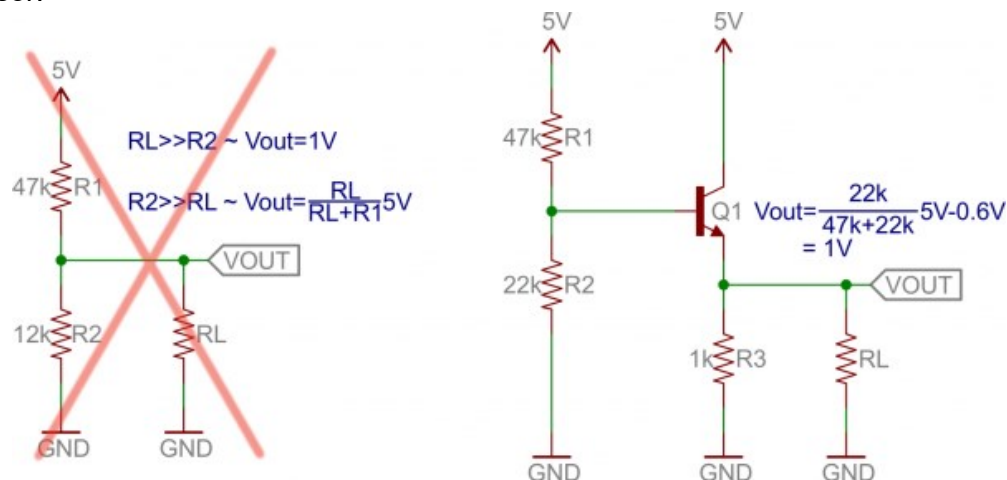 5V
RL>>R2 ~ Vout=1V
47k R1
R2>>RL ~ Vout=RL
RL+R1 5V
VOUT
12k R2
RL
GND
GND
5V
5V
47k R1
Q1
Vout=22k
47k+22k 5V-0.6V
= 1V
22k R2
VOUT
1k R3
RL
GND
GND
GND